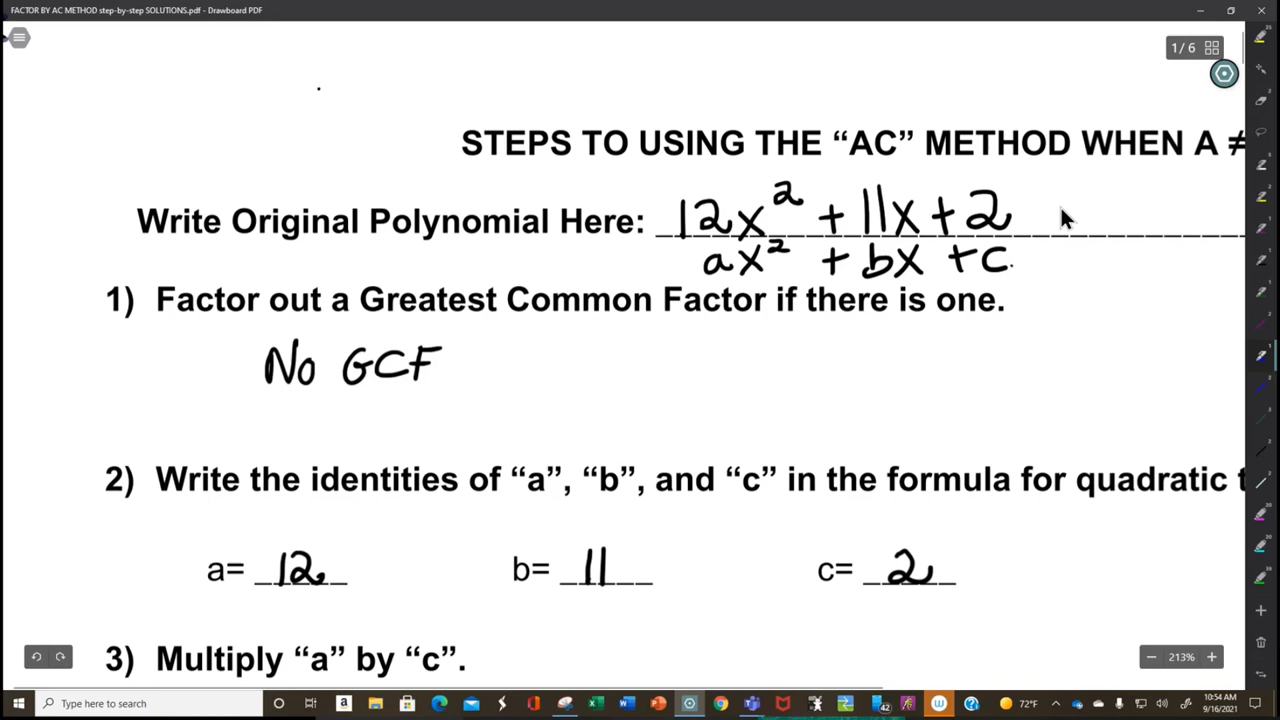 FACTOR BY AC METHOD step-by-step SOLUTIONS.pdf - Drawboard PDF
1/6
STEPS TO USING THE “AC” METHOD WHEN A ≠
Write Original Polynomial Here: 12x² + 11x + 2
ax² + bx + c
1) Factor out a Greatest Common Factor if there is one.
No GCF
2) Write the identities of “a”, “b”, and “c” in the formula for quadratic t
a= 12 b= 11 c= 2
3) Multiply “a” by “c”.
213%
Type here to search
42
72°F
10:54 AM
9/16/2021